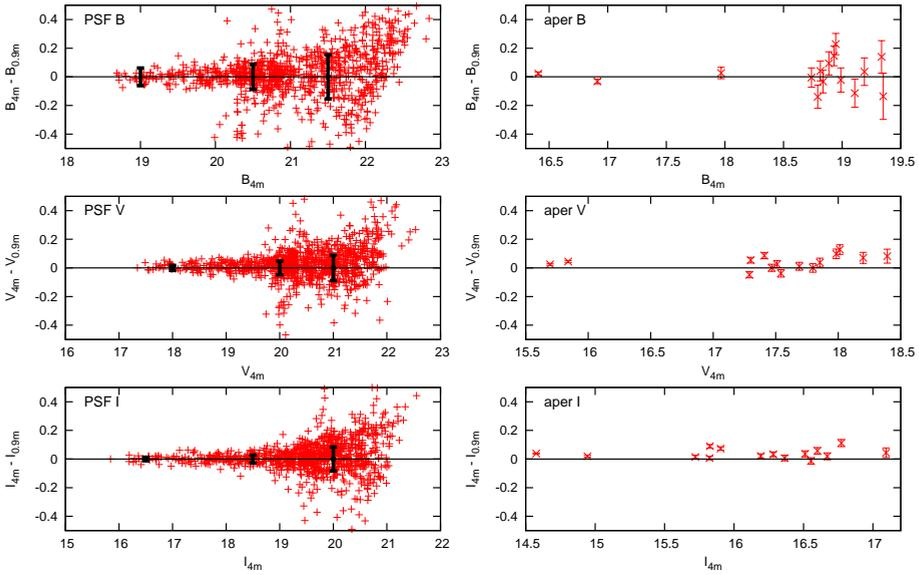 PSF B
B4m - B0.9m
0.4
0.2
0
-0.2
-0.4
18 19 20 21 22 23
B4m
aper B
B4m - B0.9m
0.4
0.2
0
-0.2
-0.4
16.5 17 17.5 18 18.5 19 19.5
B4m
PSF V
V4m - V0.9m
0.4
0.2
0
-0.2
-0.4
16 17 18 19 20 21 22 23
V4m
aper V
V4m - V0.9m
0.4
0.2
0
-0.2
-0.4
15.5 16 16.5 17 17.5 18 18.5
V4m
PSF I
I4m - I0.9m
0.4
0.2
0
-0.2
-0.4
15 16 17 18 19 20 21 22
I4m
aper I
I4m - I0.9m
0.4
0.2
0
-0.2
-0.4
14.5 15 15.5 16 16.5 17
I4m